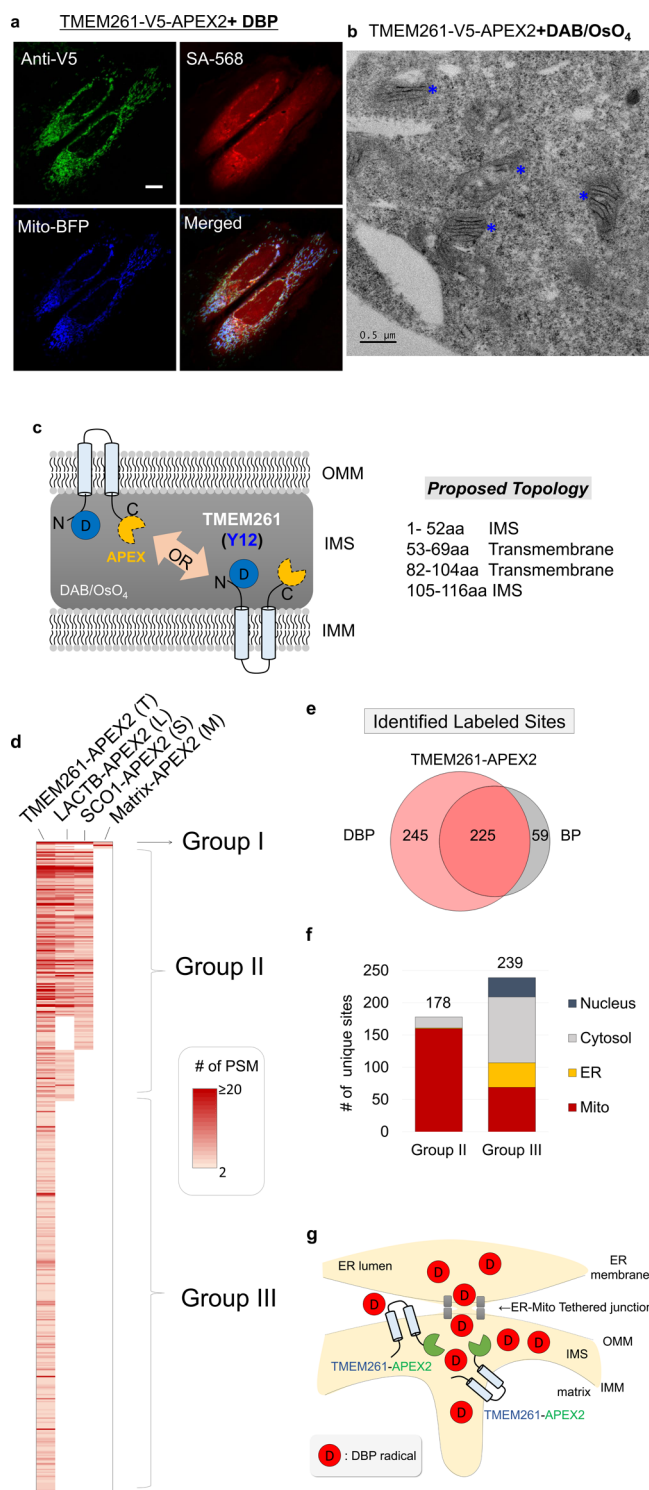 a
TMEM261-V5-APEX2+ DBP
Anti-V5
SA-568
Mito-BFP
Merged
b
TMEM261-V5-APEX2+DAB/OsO4
*
*
*
*
0.5 µm
c
OMM
N
D
C
APEX
TMEM261
(Y12)
IMS
OR
D
N
C
DAB/OsO4
IMM
Proposed Topology
1- 52aa IMS
53-69aa Transmembrane
82-104aa Transmembrane
105-116aa IMS
d
TMEM261-APEX2 (T)
LACTB-APEX2 (L)
SCO1-APEX2 (S)
Matrix-APEX2 (M)
Group I
Group II
# of PSM
≥20
2
Group III
e
Identified Labeled Sites
TMEM261-APEX2
DBP
245
225
59
BP
f
# of unique sites
250
200
150
100
50
0
178
239
Group II
Group III
Nucleus
Cytosol
ER
Mito
g
ER lumen
D
D
ER
membrane
D
D
←ER-Mito Tethered junction
D
OMM
D
D
IMS
D
TMEM261-APEX2
matrix
IMM
D
TMEM261-APEX2
D : DBP radical